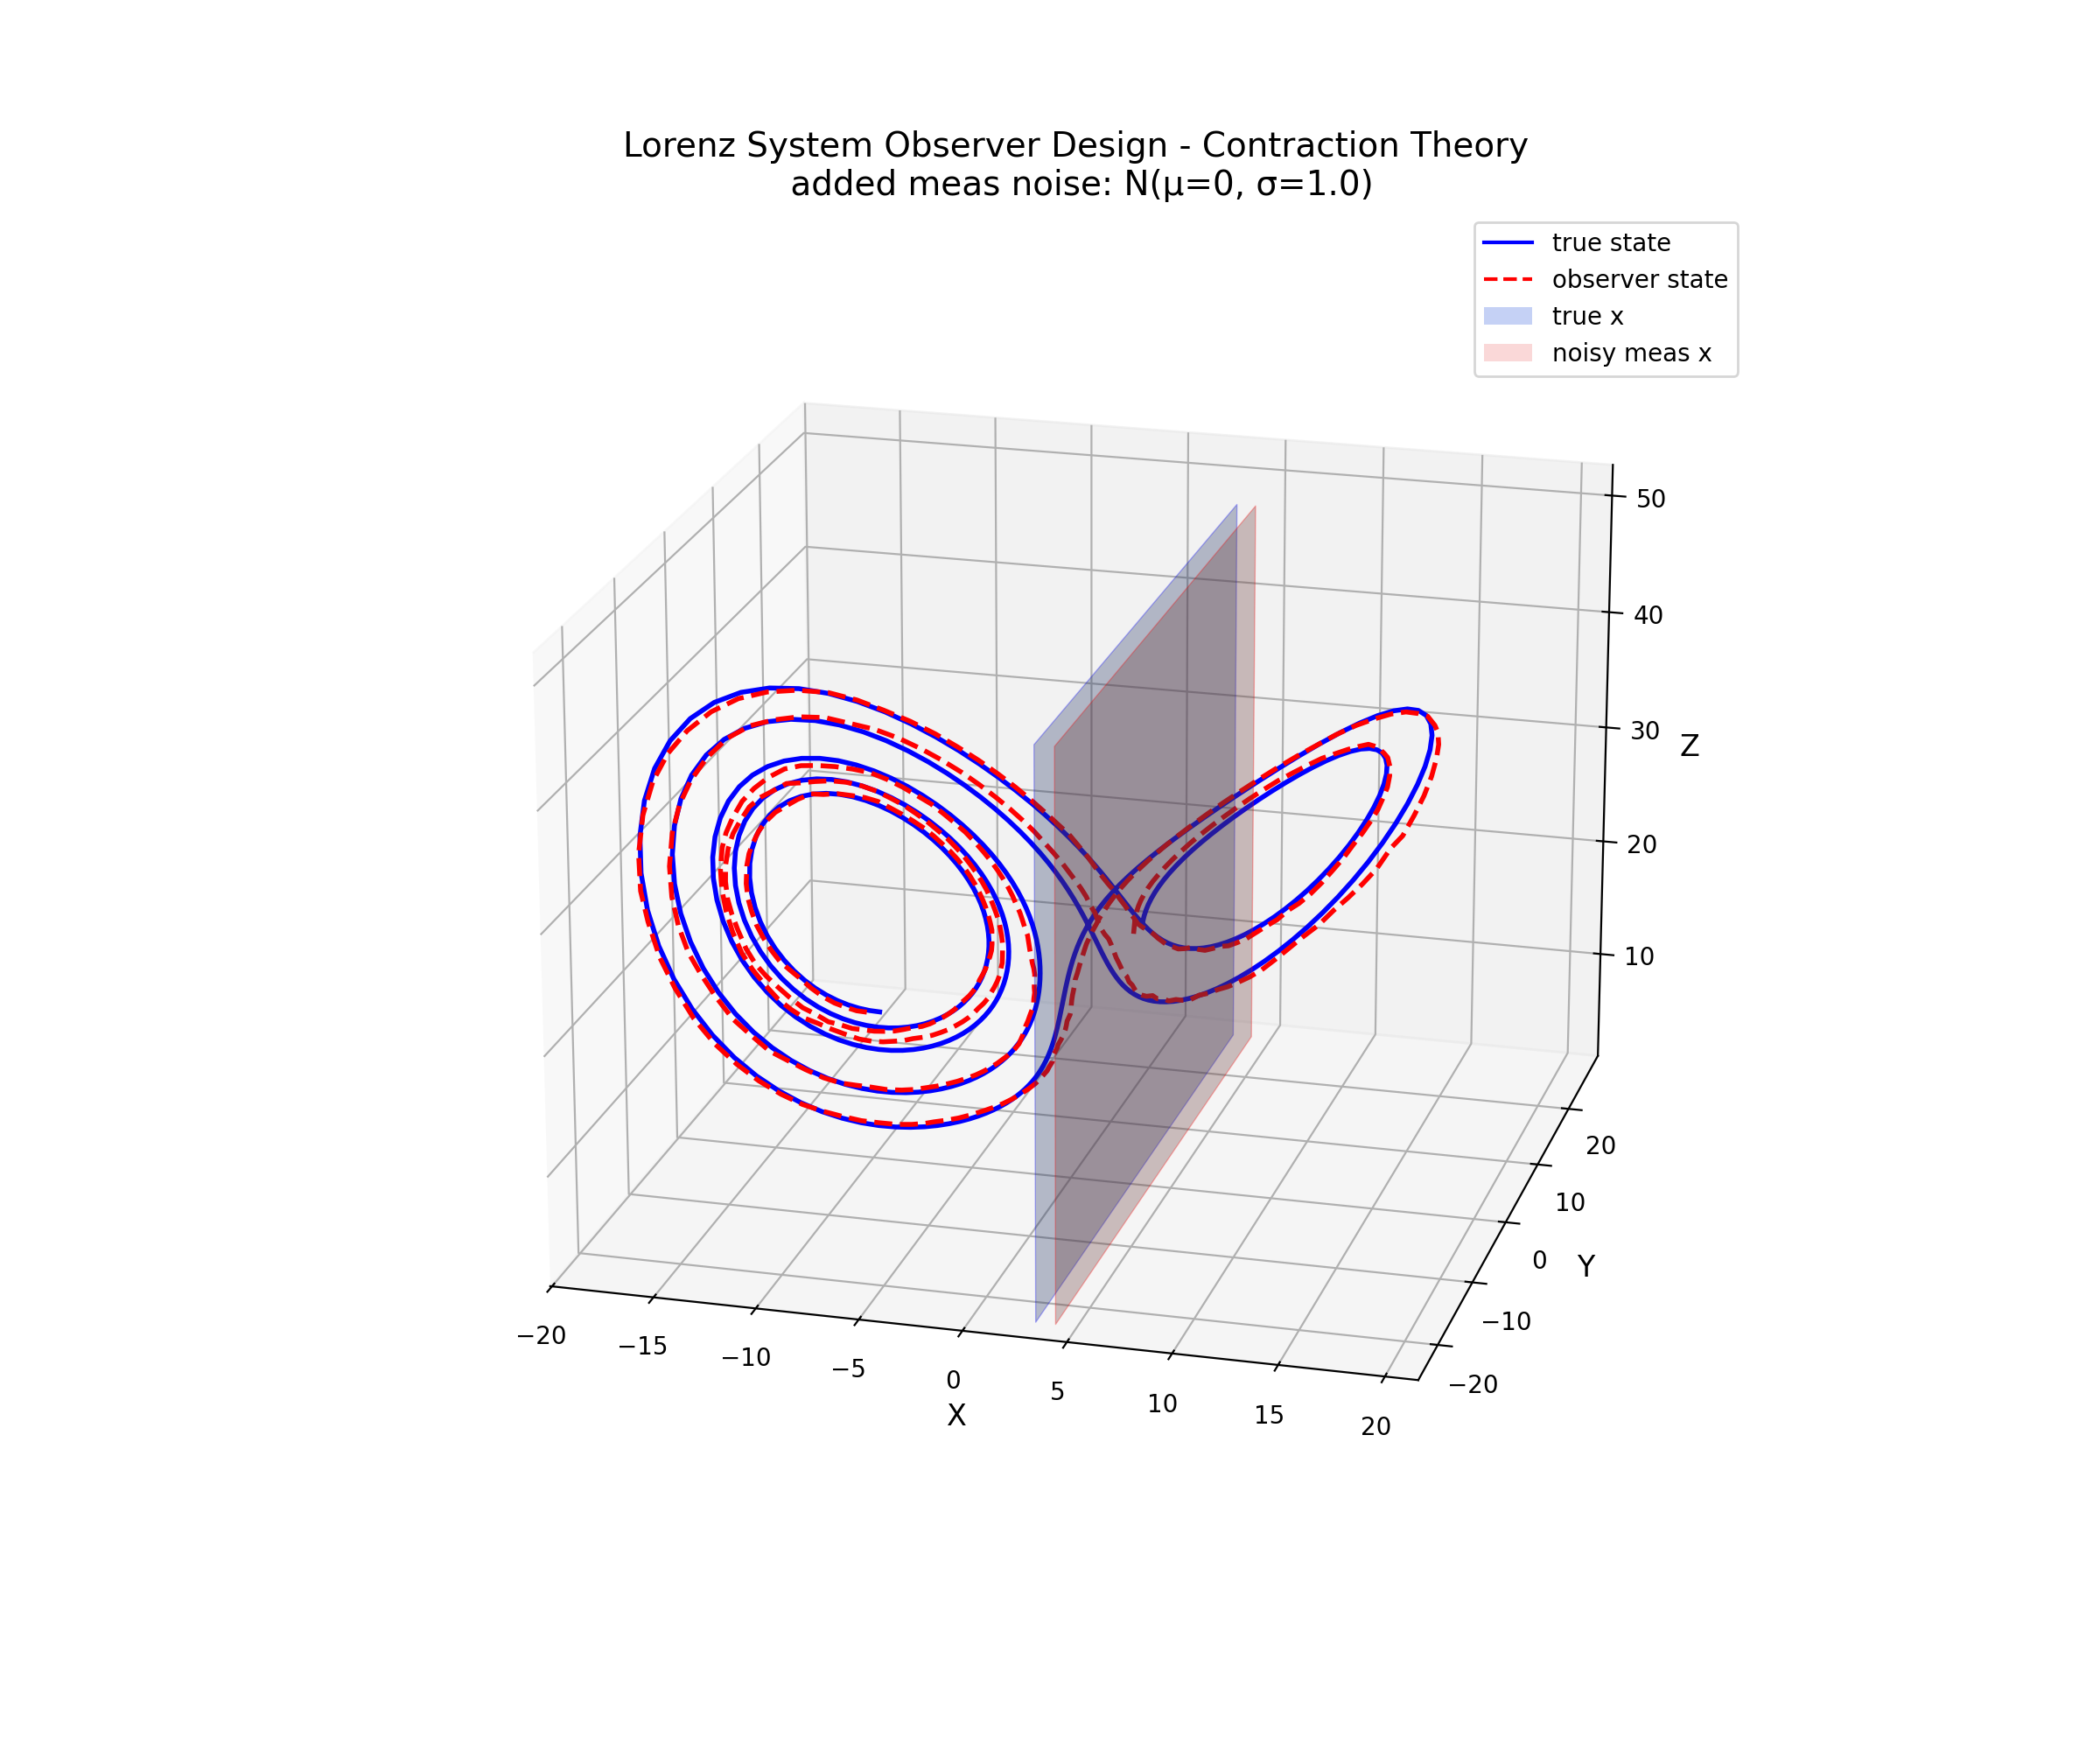 Lorenz System Observer Design - Contraction Theory
added meas noise: N(μ=0, σ=1.0)
true state
observer state
true x
noisy meas x
50
40
30
Z
20
10
20
10
0
Y
−10
−20
−20
−15
−10
−5
0
5
10
15
20
X